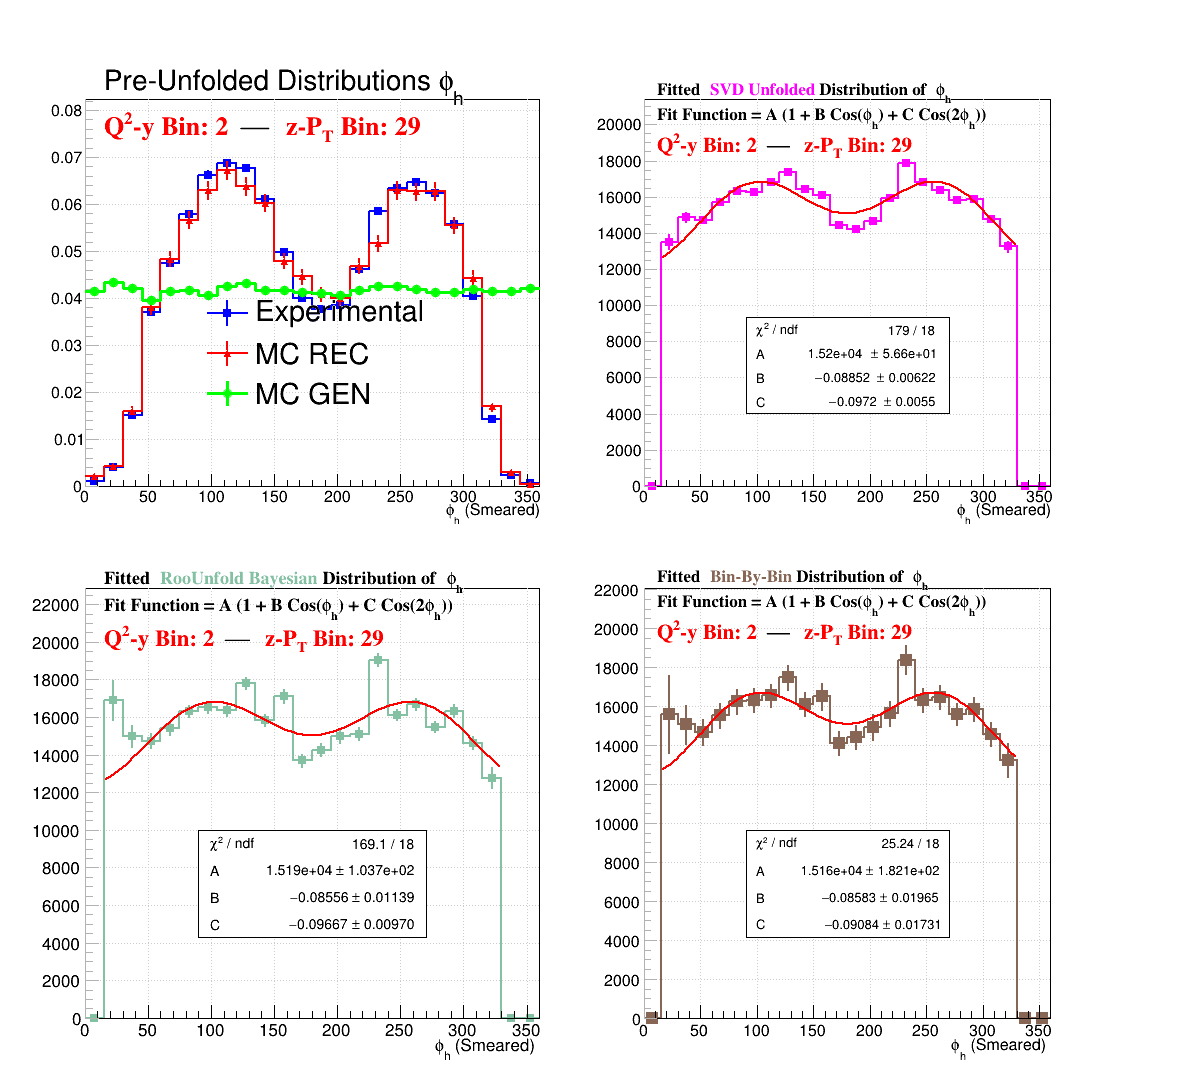 Pre-Unfolded Distributions ϕh
Q²-y Bin: 2 — z-PT Bin: 29
0.08
0.07
0.06
0.05
0.04
0.03
0.02
0.01
0
Experimental
MC REC
MC GEN
0 50 100 150 200 250 300 350
ϕh (Smeared)
Fitted SVD Unfolded Distribution of ϕh
Fit Function = A (1 + B Cos(ϕh) + C Cos(2ϕh))
Q²-y Bin: 2 — z-PT Bin: 29
20000
18000
16000
14000
12000
10000
8000
6000
4000
2000
0
χ² / ndf 179 / 18
A 1.52e+04 ± 5.66e+01
B −0.08852 ± 0.00622
C −0.0972 ± 0.0055
0 50 100 150 200 250 300 350
ϕh (Smeared)
Fitted RooUnfold Bayesian Distribution of ϕh
Fit Function = A (1 + B Cos(ϕh) + C Cos(2ϕh))
Q²-y Bin: 2 — z-PT Bin: 29
22000
20000
18000
16000
14000
12000
10000
8000
6000
4000
2000
0
χ² / ndf 169.1 / 18
A 1.519e+04 ± 1.037e+02
B −0.08556 ± 0.01139
C −0.09667 ± 0.00970
0 50 100 150 200 250 300 350
ϕh (Smeared)
Fitted Bin-By-Bin Distribution of ϕh
Fit Function = A (1 + B Cos(ϕh) + C Cos(2ϕh))
Q²-y Bin: 2 — z-PT Bin: 29
22000
20000
18000
16000
14000
12000
10000
8000
6000
4000
2000
0
χ² / ndf 25.24 / 18
A 1.516e+04 ± 1.821e+02
B −0.08583 ± 0.01965
C −0.09084 ± 0.01731
0 50 100 150 200 250 300 350
ϕh (Smeared)